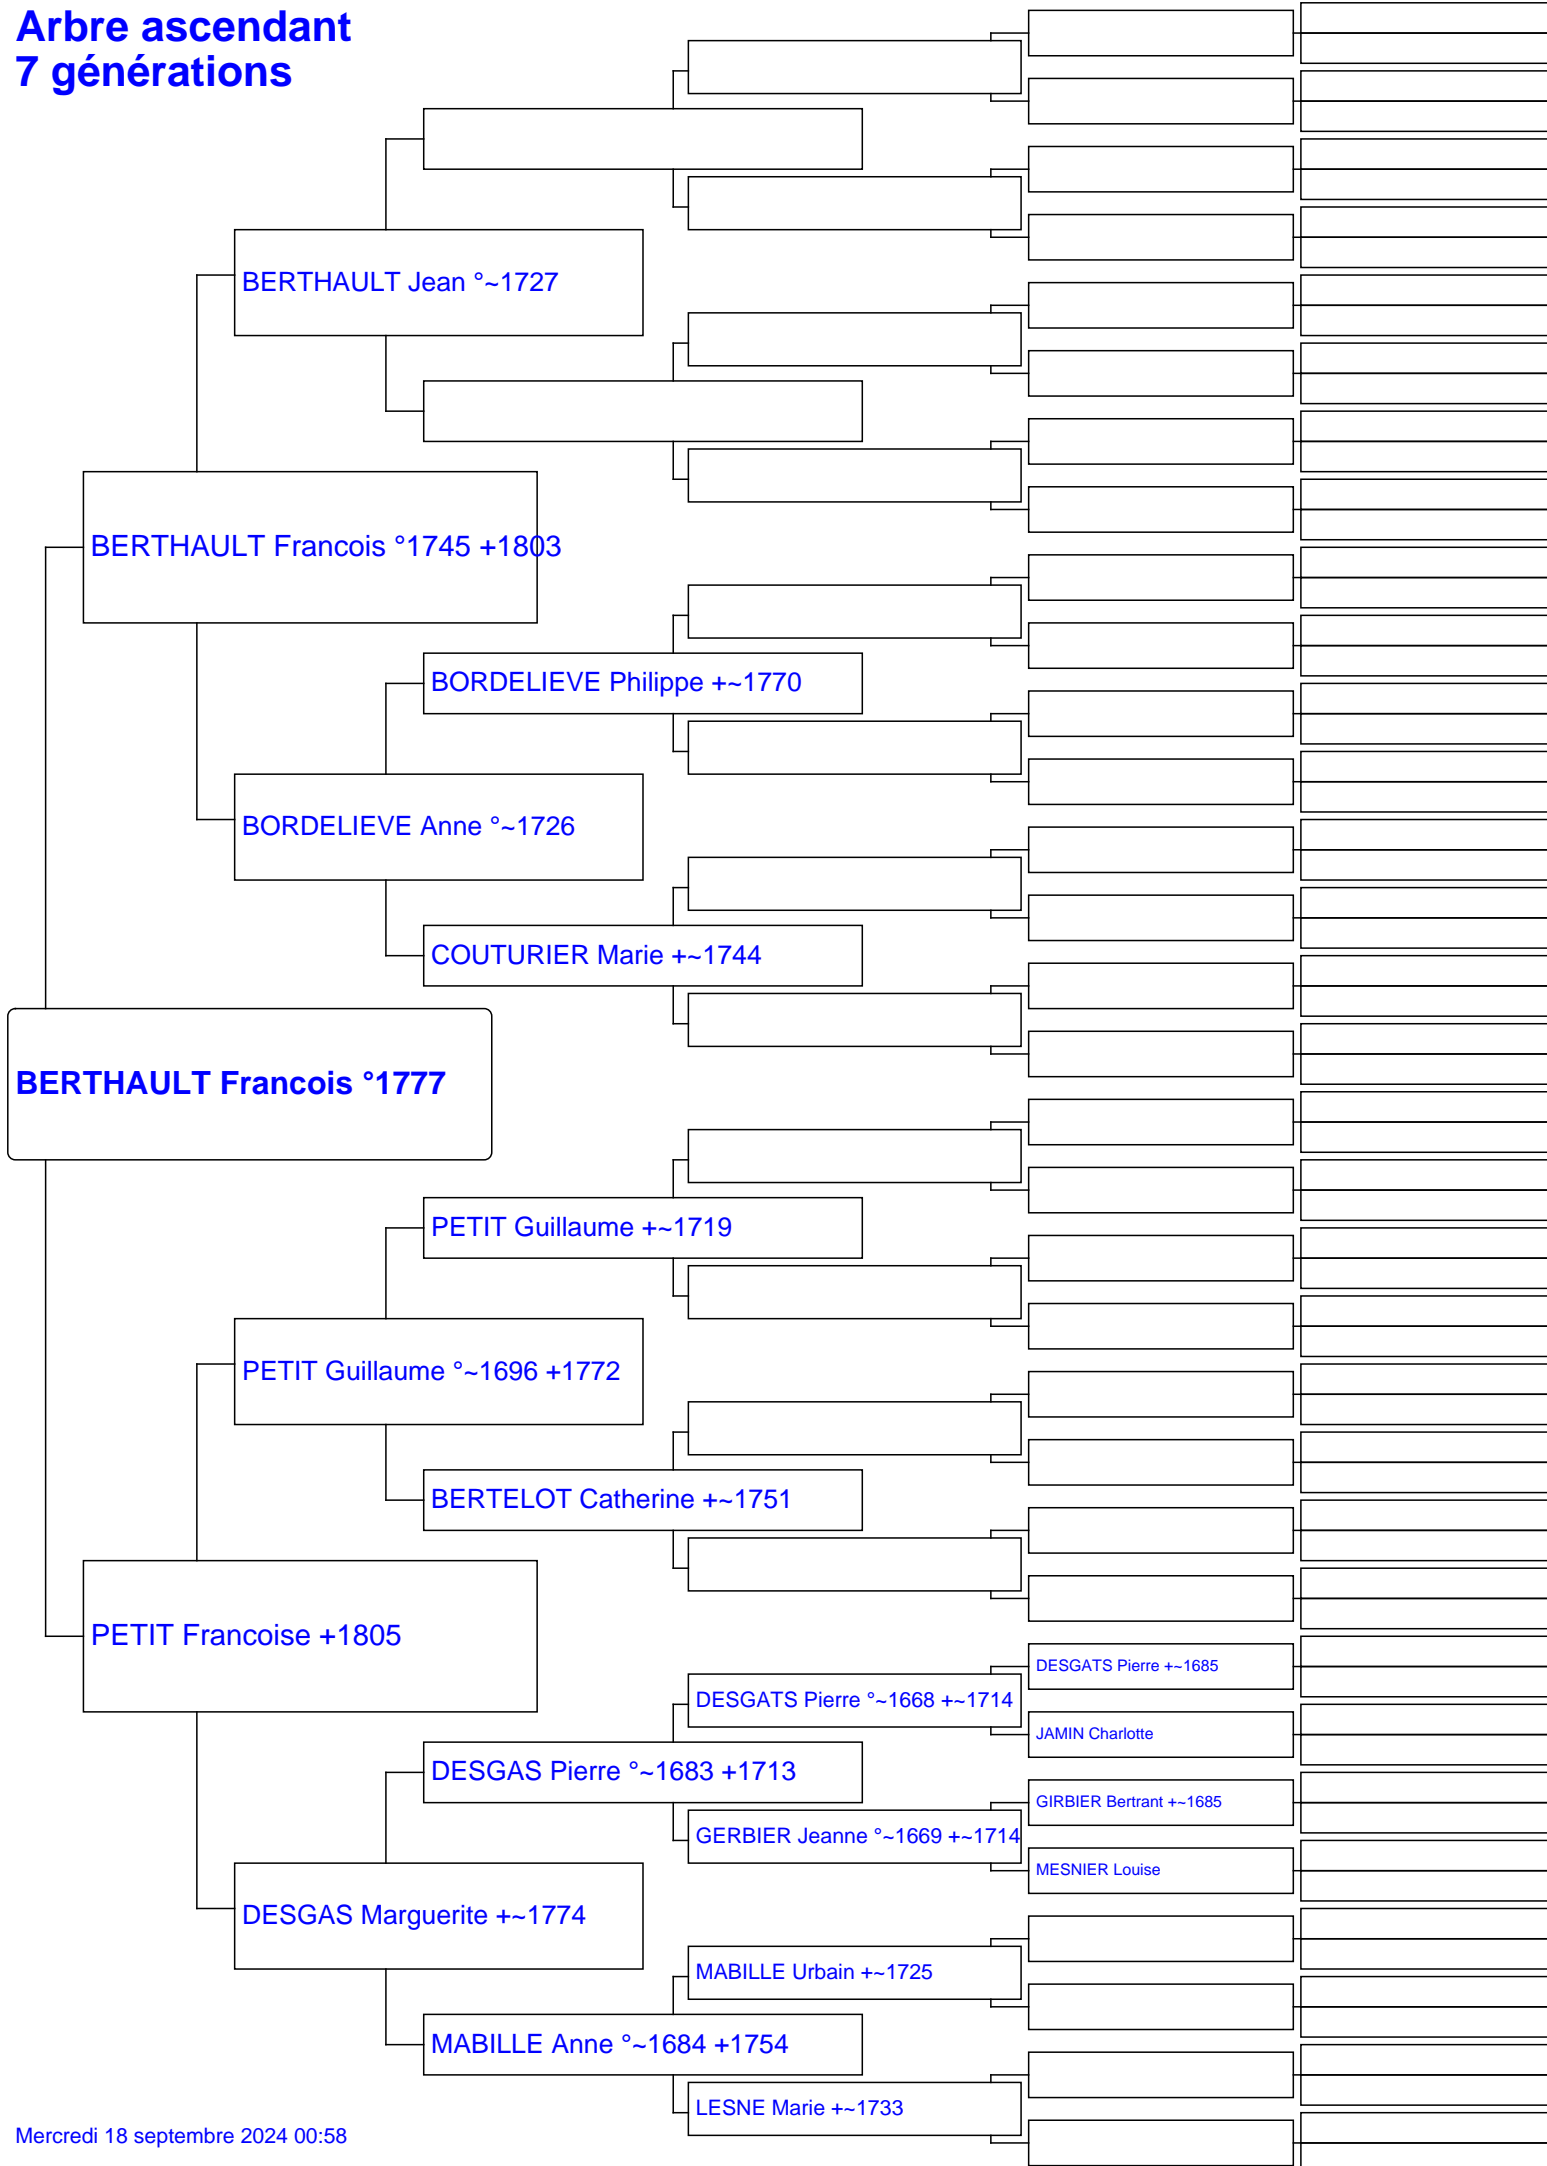 Arbre ascendant
7 générations
BERTHAULT Jean °~1727
BERTHAULT Francois °1745 +1803
BORDELIEVE Philippe +~1770
BORDELIEVE Anne °~1726
COUTURIER Marie +~1744
BERTHAULT Francois °1777
PETIT Guillaume +~1719
PETIT Guillaume °~1696 +1772
BERTELOT Catherine +~1751
PETIT Francoise +1805
DESGATS Pierre +~1685
DESGATS Pierre °~1668 +~1714
JAMIN Charlotte
DESGAS Pierre °~1683 +1713
GIRBIER Bertrant +~1685
GERBIER Jeanne °~1669 +~1714
MESNIER Louise
DESGAS Marguerite +~1774
MABILLE Urbain +~1725
MABILLE Anne °~1684 +1754
LESNE Marie +~1733
Mercredi 18 septembre 2024 00:58